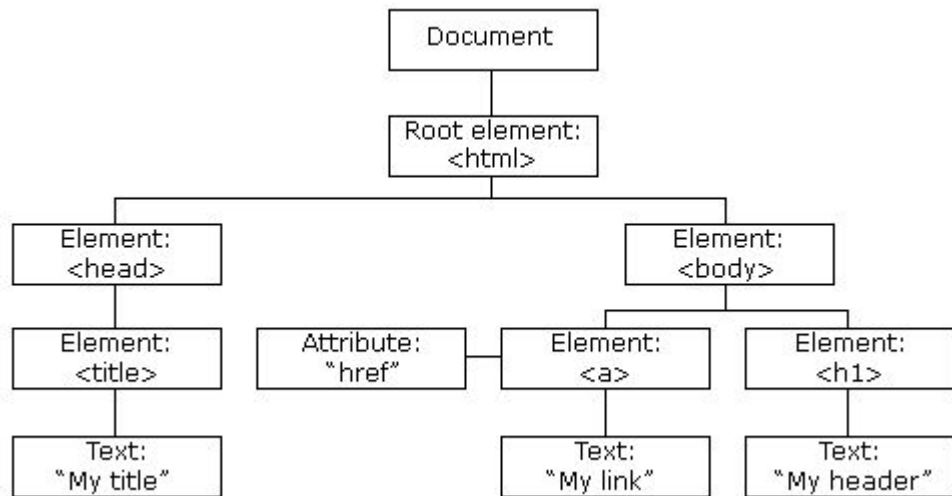 Document
Root element:
<html>
Element:
<head>
Element:
<body>
Element:
<title>
Attribute:
"href"
Element:
<a>
Element:
<h1>
Text:
"My title"
Text:
"My link"
Text:
"My header"